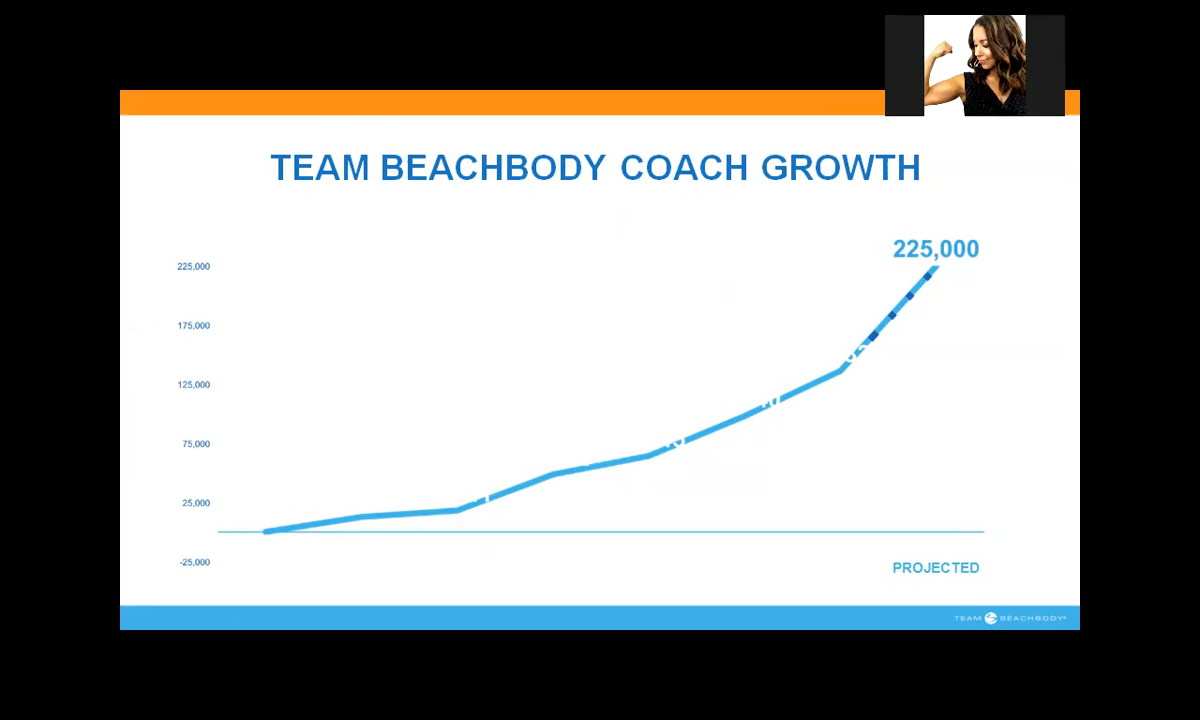 TEAM BEACHBODY COACH GROWTH
225,000
225,000
175,000
125,000
75,000
25,000
-25,000
PROJECTED
TEAM BEACHBODY